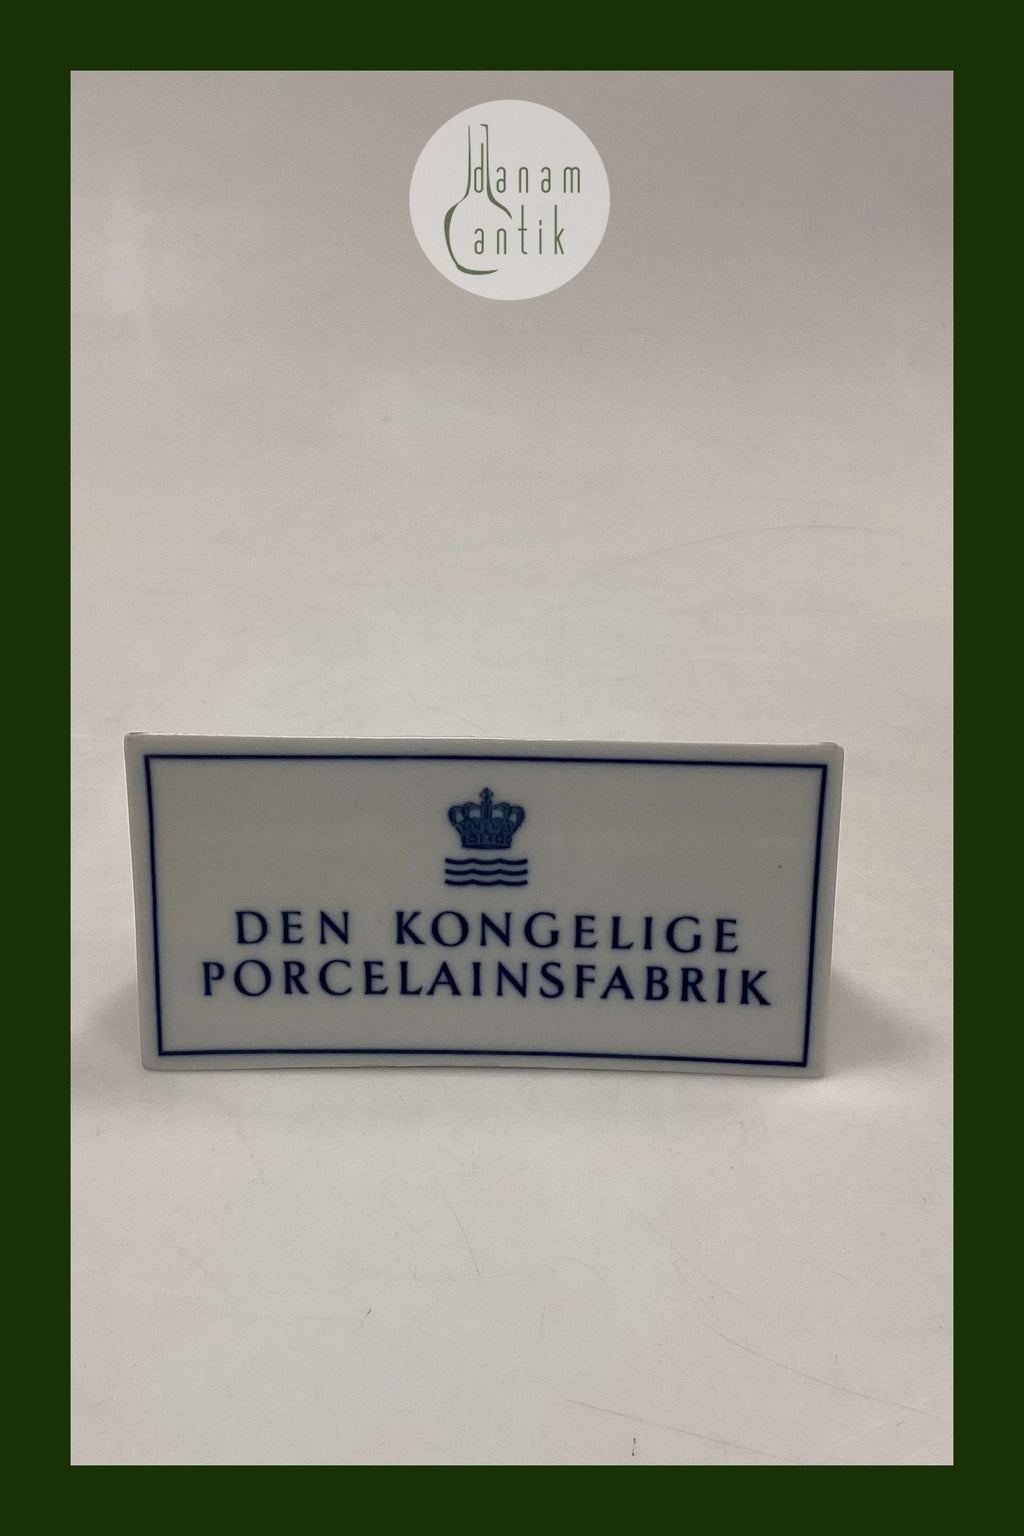 danam
antik
DEN KONGELIGE
PORCELAINSFABRIK